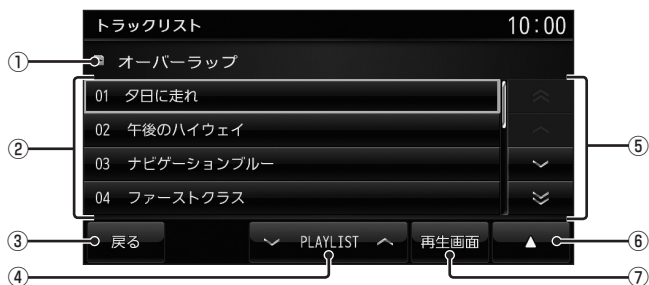 トラックリスト 10:00
① オーバーラップ
01 夕日に走れ
02 午後のハイウェイ
② ⑤
03 ナビゲーションブルー
04 ファーストクラス
③ 戻る PLAYLIST 再生画面 ⑥
④ ⑦